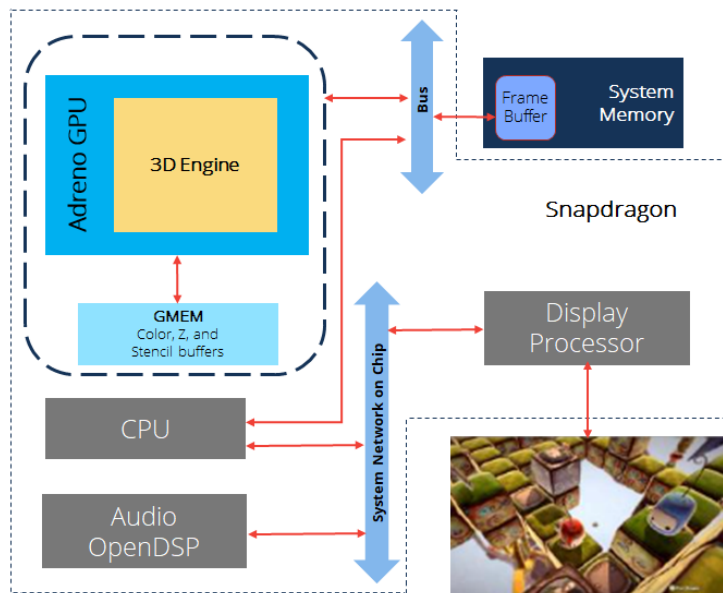 Adreno GPU
3D Engine
Bus
Frame
Buffer
System
Memory
Snapdragon
GMEM
Color, Z, and
Stencil buffers
System Network on Chip
Display
Processor
CPU
Audio
OpenDSP